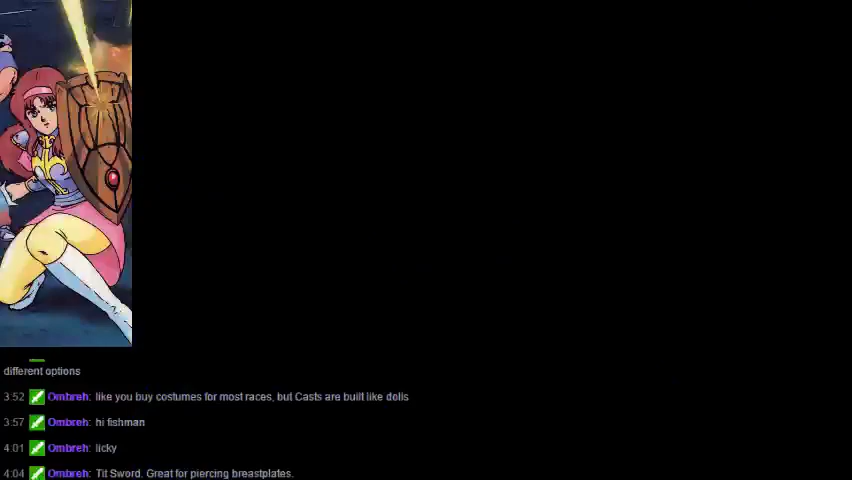 different options
3:52 Ombreh: like you buy costumes for most races, but Casts are built like dolls
3:57 Ombreh: hi fishman
4:01 Ombreh: licky
4:04 Ombreh: Tit Sword. Great for piercing breastplates.